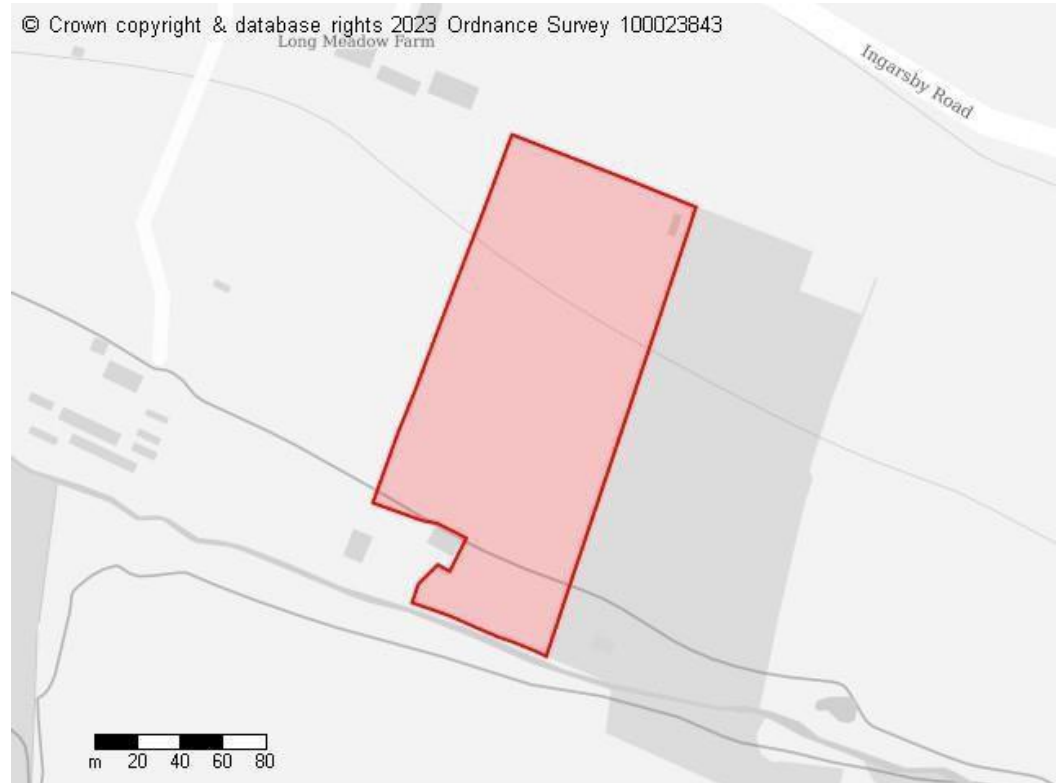 © Crown copyright & database rights 2023 Ordnance Survey 100023843
Long Meadow Farm
Ingarsby Road
m 20 40 60 80